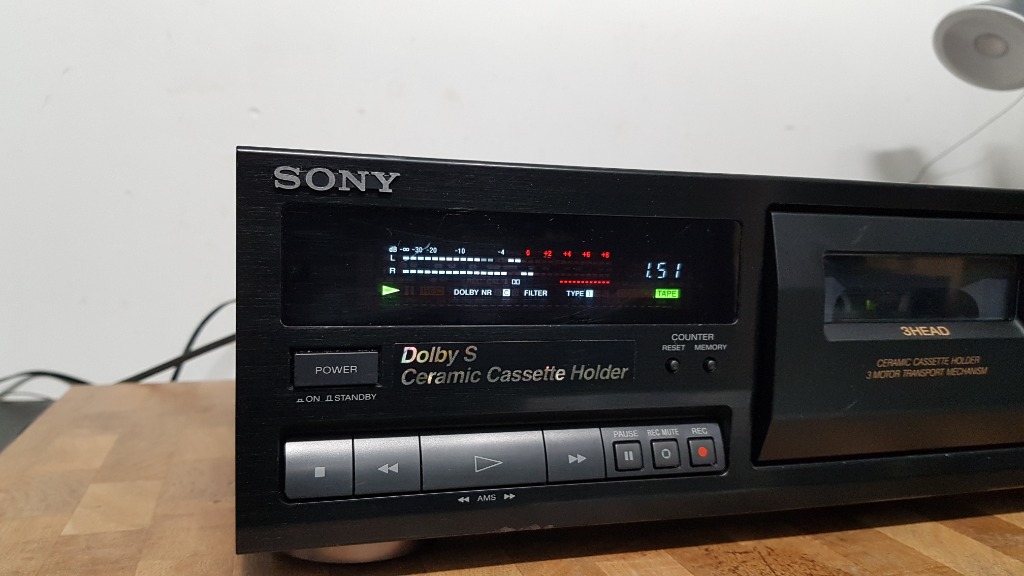 SONY
dB -∞ -30 -20 -10 -4 0 +2 +4 +6 +8
L
R
DOLBY NR C FILTER TYPE I TAPE
1.51
POWER
ON STANDBY
Dolby S
Ceramic Cassette Holder
COUNTER
RESET MEMORY
PAUSE REC MUTE REC
AMS
3HEAD
CERAMIC CASSETTE HOLDER
3 MOTOR TRANSPORT MECHANISM